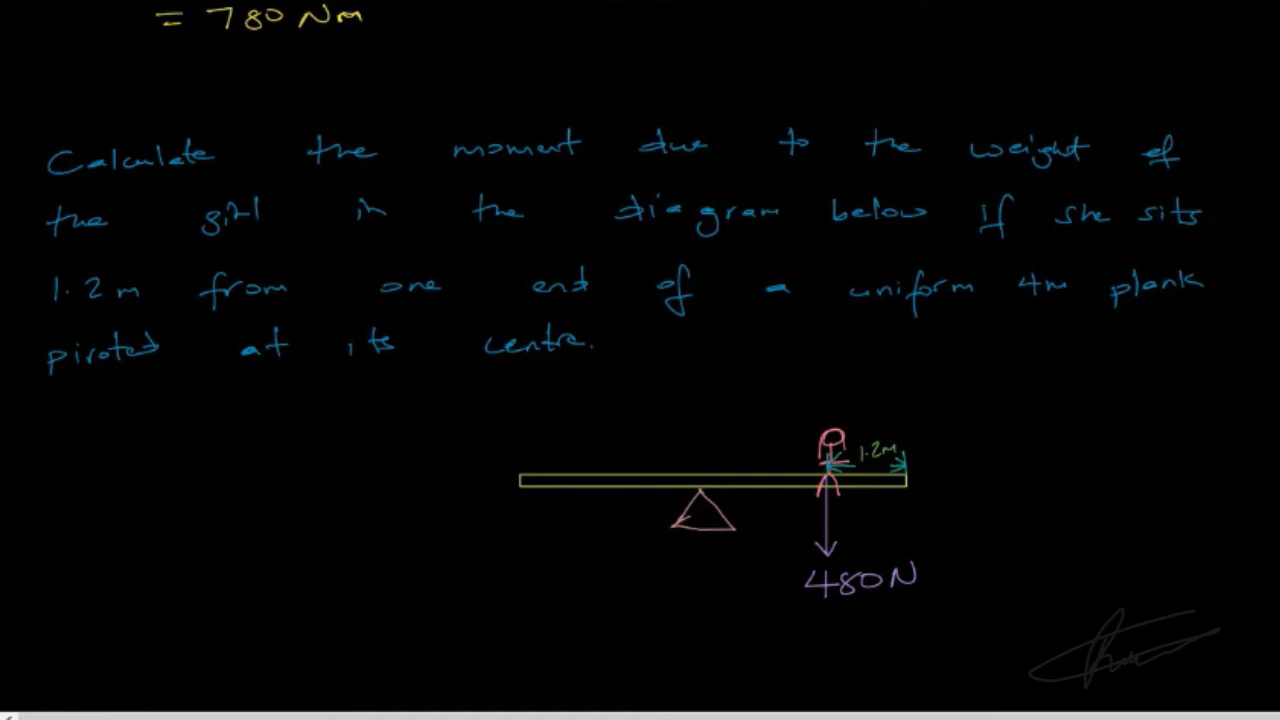 = 780 Nm
Calculate the moment due to the weight of
the girl in the diagram below if she sits
1.2m from one end of a uniform 4m plank
pivoted at its centre.
1.2m
480N